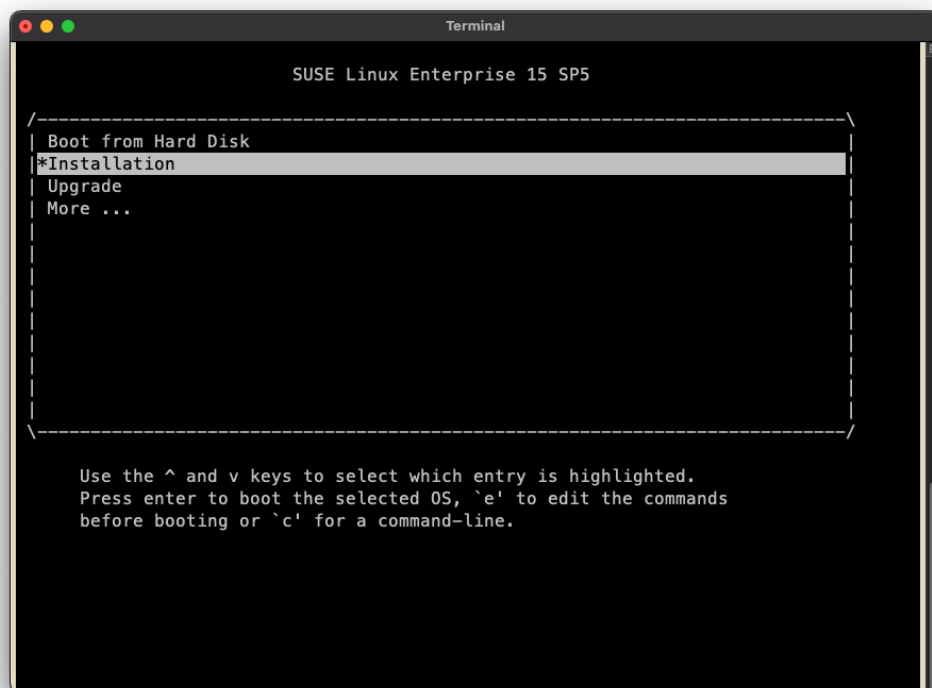 Terminal
SUSE Linux Enterprise 15 SP5
/----------------------------------------------------------------------------\
| Boot from Hard Disk |
|*Installation |
| Upgrade |
| More ... |
\----------------------------------------------------------------------------/
Use the ^ and v keys to select which entry is highlighted.
Press enter to boot the selected OS, `e' to edit the commands
before booting or `c' for a command-line.